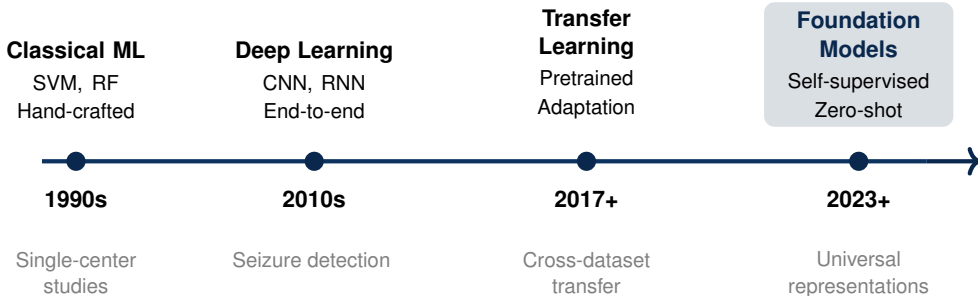 Classical ML
SVM, RF
Hand-crafted
Deep Learning
CNN, RNN
End-to-end
Transfer
Learning
Pretrained
Adaptation
Foundation
Models
Self-supervised
Zero-shot
1990s
2010s
2017+
2023+
Single-center
studies
Seizure detection
Cross-dataset
transfer
Universal
representations